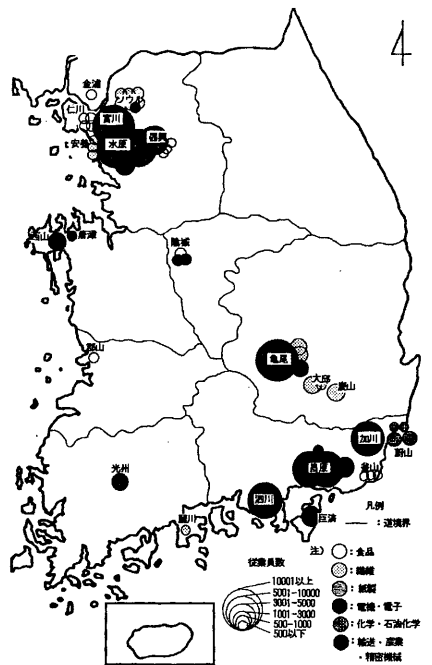 4
金浦
ソウル
仁川
富川
器興
水原
安養
唐津
瑞山
陰城
亀尾
群山
大邱
慶山
加川
蔚山
光州
昌原
釜山
泗川
巨済
麗川
凡例
——:道境界
注)
○:食品
:繊維
:紙製
:電機・電子
:化学・石油化学
:輸送・産業
・精密機械
従業員数
10001以上
5001-10000
3001-5000
1001-3000
500-1000
500以下